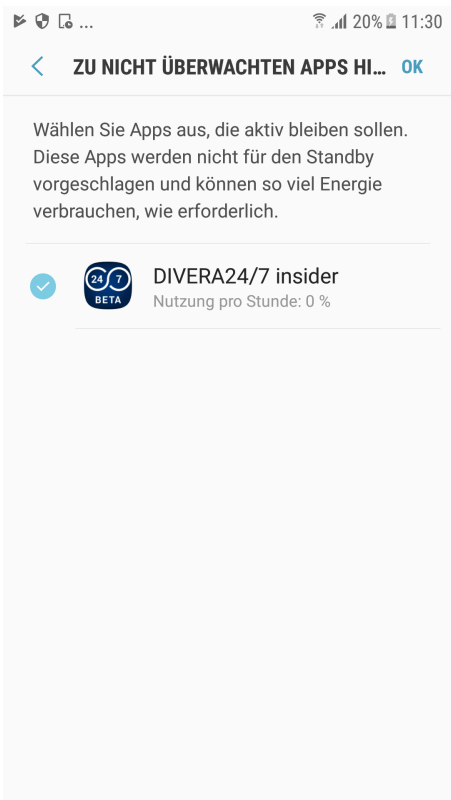 ... 20% 11:30
ZU NICHT ÜBERWACHTEN APPS HI... OK
Wählen Sie Apps aus, die aktiv bleiben sollen.
Diese Apps werden nicht für den Standby
vorgeschlagen und können so viel Energie
verbrauchen, wie erforderlich.
24 7
BETA
DIVERA24/7 insider
Nutzung pro Stunde: 0 %